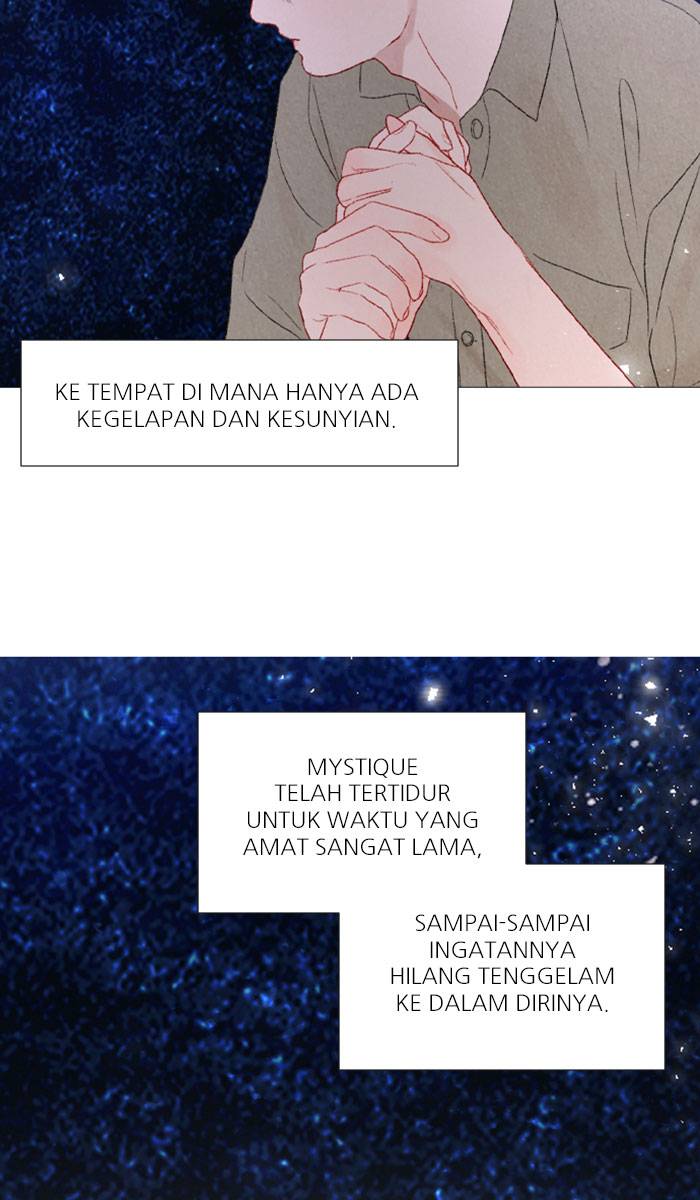 KE TEMPAT DI MANA HANYA ADA
KEGELAPAN DAN KESUNYIAN.
MYSTIQUE
TELAH TERTIDUR
UNTUK WAKTU YANG
AMAT SANGAT LAMA,
SAMPAI-SAMPAI
INGATANNYA
HILANG TENGGELAM
KE DALAM DIRINYA.